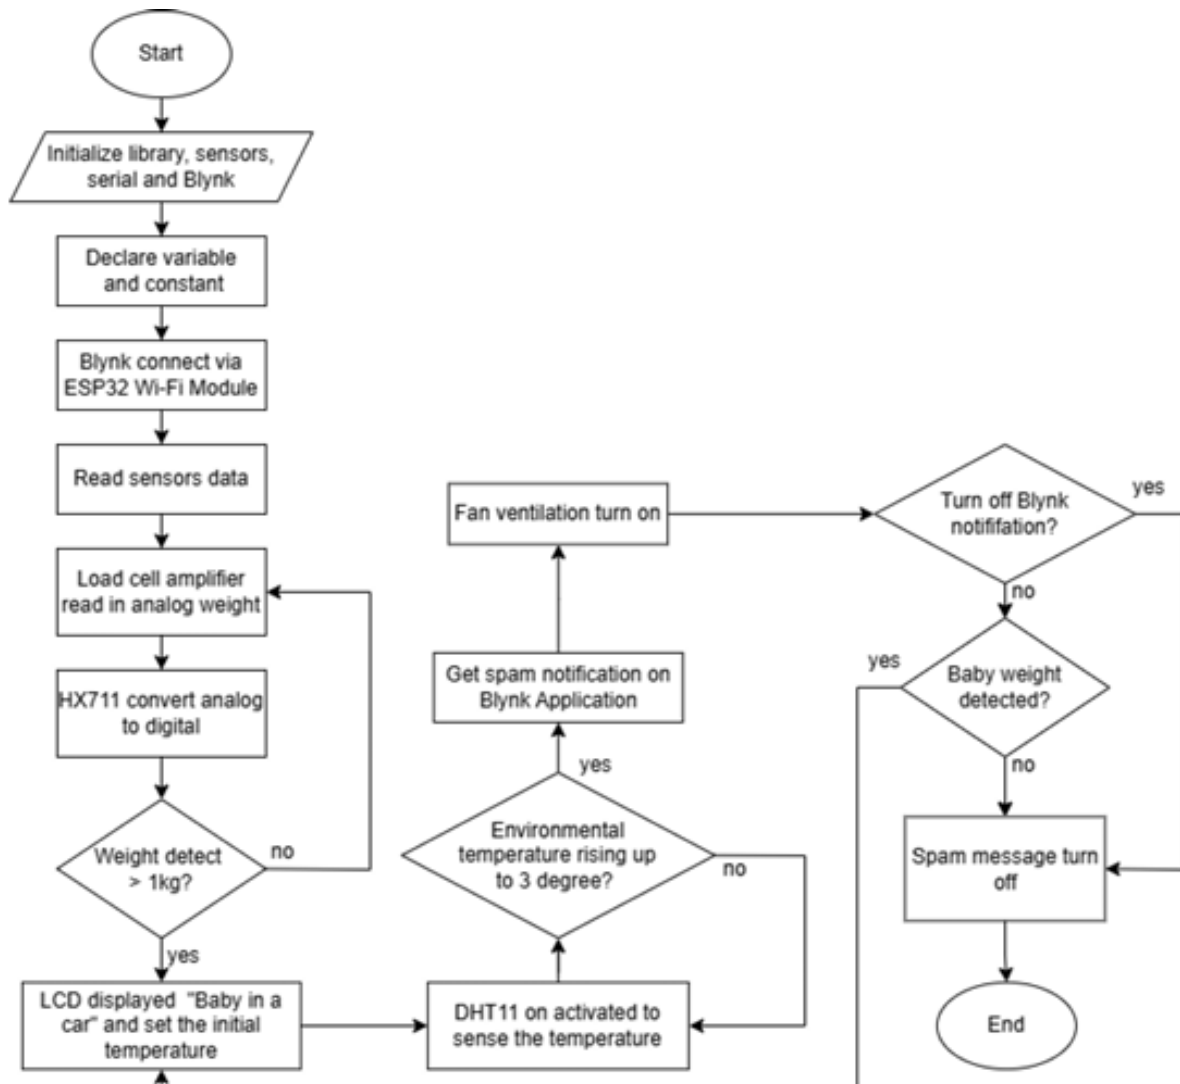 Start
Initialize library, sensors,
serial and Blynk
Declare variable
and constant
Blynk connect via
ESP32 Wi-Fi Module
Read sensors data
Load cell amplifier
read in analog weight
HX711 convert analog
to digital
Weight detect
> 1kg?
no
yes
LCD displayed "Baby in a
car" and set the initial
temperature
DHT11 on activated to
sense the temperature
Environmental
temperature rising up
to 3 degree?
no
yes
Get spam notification on
Blynk Application
Fan ventilation turn on
Turn off Blynk
notififation?
yes
no
Baby weight
detected?
yes
no
Spam message turn
off
End